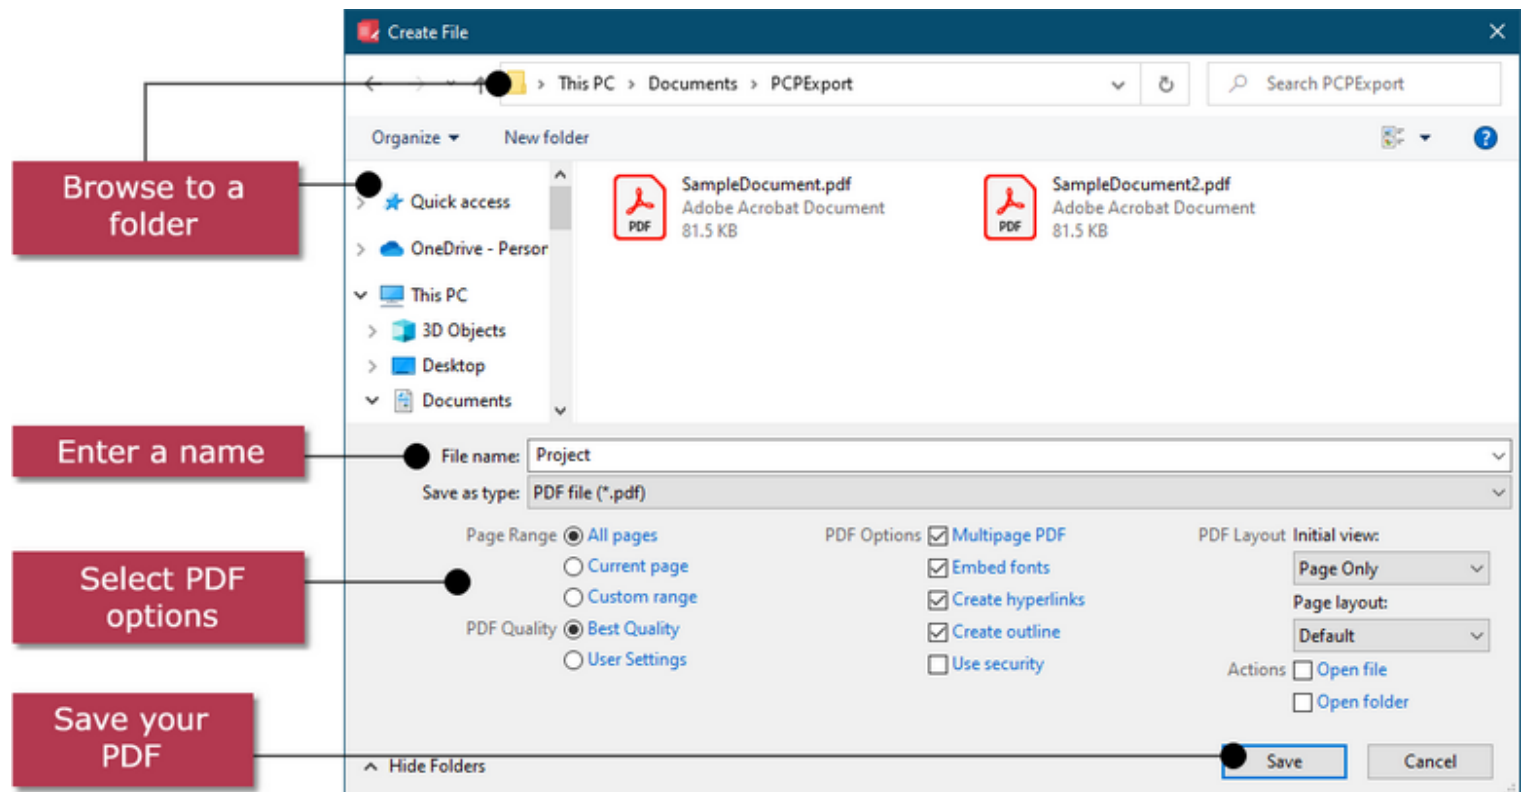 Create File
This PC > Documents > PCPExport
Search PCPExport
Organize
New folder
Browse to a
folder
Quick access
OneDrive - Person
This PC
3D Objects
Desktop
Documents
PDF
SampleDocument.pdf
Adobe Acrobat Document
81.5 KB
PDF
SampleDocument2.pdf
Adobe Acrobat Document
81.5 KB
Enter a name
File name: Project
Save as type: PDF file (*.pdf)
Select PDF
options
Page Range All pages
Current page
Custom range
PDF Quality Best Quality
User Settings
PDF Options Multipage PDF
Embed fonts
Create hyperlinks
Create outline
Use security
PDF Layout Initial view:
Page Only
Page layout:
Default
Actions Open file
Open folder
Save your
PDF
Hide Folders
Save
Cancel